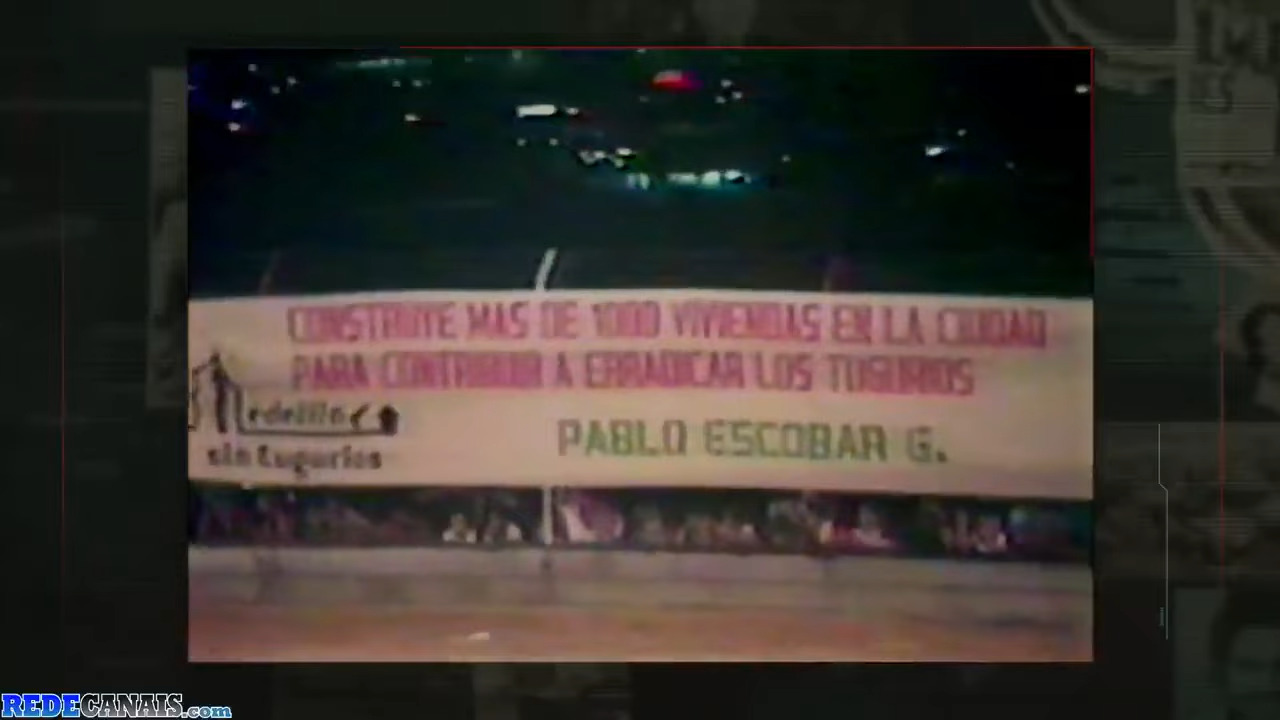 CONSTRUYE MAS DE 1000 VIVIENDAS EN LA CIUDAD
PARA CONTRIBUIR A ERRADICAR LOS TUGURIOS
Medellín
sin tugurios
PABLO ESCOBAR G.
REDECANAIS.com